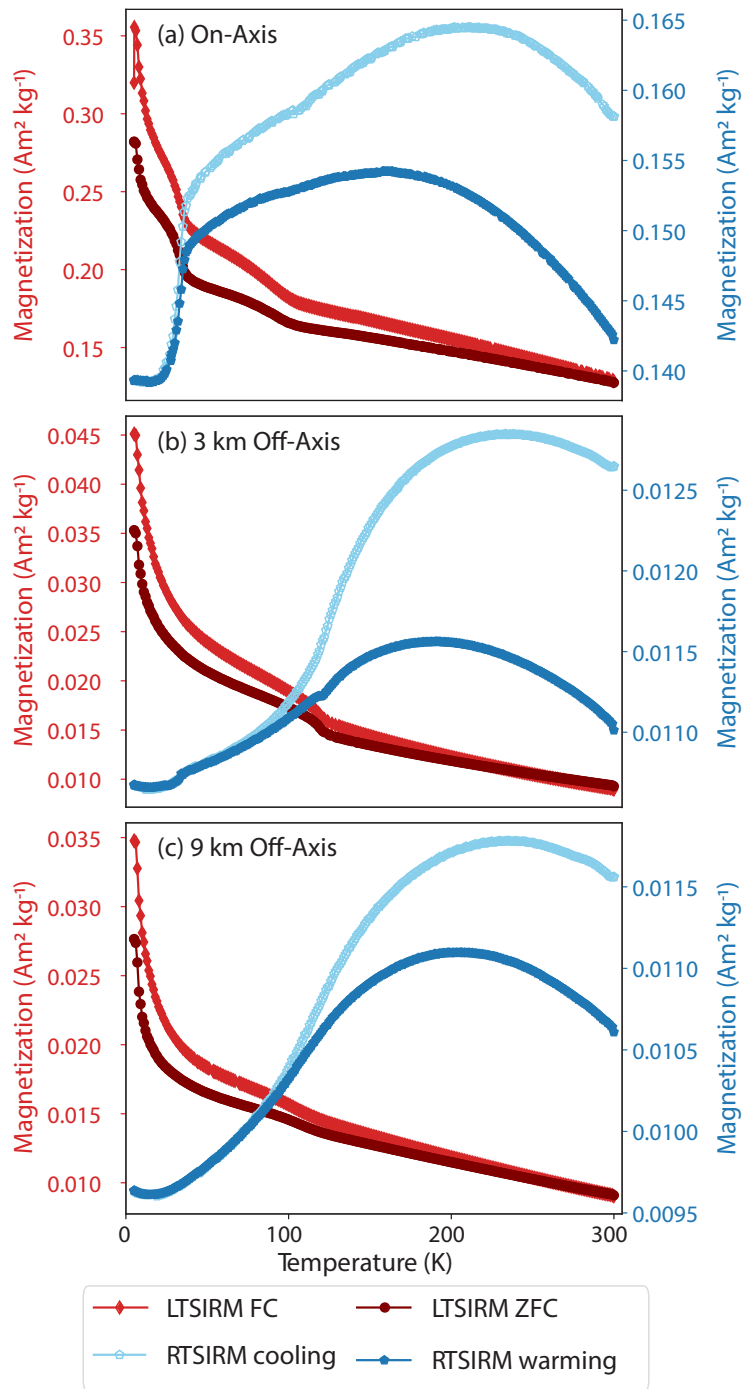 (a) On-Axis
Magnetization (Am² kg⁻¹)
0.35
0.30
0.25
0.20
0.15
0.165
0.160
0.155
0.150
0.145
0.140
Magnetization (Am² kg⁻¹)
(b) 3 km Off-Axis
Magnetization (Am² kg⁻¹)
0.045
0.040
0.035
0.030
0.025
0.020
0.015
0.010
0.0125
0.0120
0.0115
0.0110
Magnetization (Am² kg⁻¹)
(c) 9 km Off-Axis
Magnetization (Am² kg⁻¹)
0.035
0.030
0.025
0.020
0.015
0.010
0.0115
0.0110
0.0105
0.0100
0.0095
Magnetization (Am² kg⁻¹)
0 100 200 300
Temperature (K)
LTSIRM FC LTSIRM ZFC
RTSIRM cooling RTSIRM warming